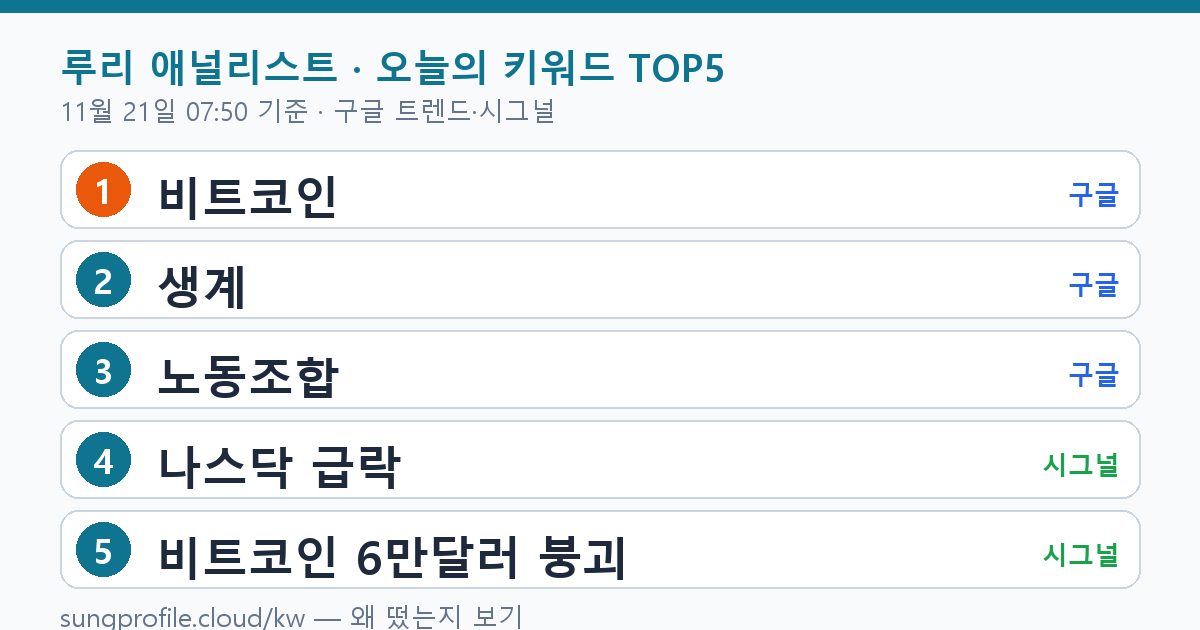 루리 애널리스트 · 오늘의 키워드 TOP5
11월 21일 07:50 기준 · 구글 트렌드·시그널
1 비트코인 구글
2 생계 구글
3 노동조합 구글
4 나스닥 급락 시그널
5 비트코인 6만달러 붕괴 시그널
sungprofile.cloud/kw — 왜 떴는지 보기